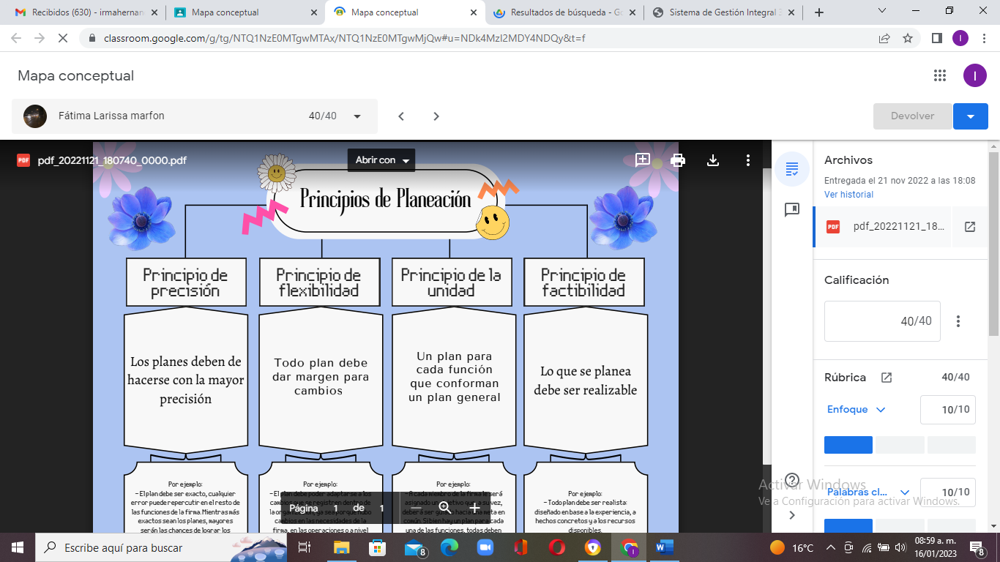 Recibidos (630) - irmahernan
Mapa conceptual
Mapa conceptual
Resultados de búsqueda - Go
Sistema de Gestión Integral
classroom.google.com/g/tg/NTQ1NzE0MTgwMTAx/NTQ1NzE0MTgwMjQw#u=NDk4MzI2MDY4NDQy&t=f
I
Mapa conceptual
I
Fátima Larissa marfon
40/40
Devolver
PDF
pdf_20221121_180740_0000.pdf
Abrir con
Principios de Planeación
Principio de
precisión
Principio de
flexibilidad
Principio de la
unidad
Principio de
factibilidad
Los planes deben de
hacerse con la mayor
precisión
Todo plan debe
dar margen para
cambios
Un plan para
cada función
que conforman
un plan general
Lo que se planea
debe ser realizable
Por ejemplo:
- El plan debe ser exacto, cualquier
error puede repercutir en el resto de
las funciones de la firma. Mientras más
exactos sean los planes, mayores
serán las chances de lograr los
Por ejemplo:
- El plan debe poder adaptarse a los
cambios que se registren dentro de
la organización, ya sea porque hubo
cambios en las necesidades de la
firma, en las operaciones o a nivel
Por ejemplo:
- A cada miembro de la firma le será
asignado un objetivo que, a su vez,
deberá ser guiado hacia una meta en
común. Si bien hay un plan para cada
una de las funciones, todas deben
Por ejemplo:
- Todo plan debe ser realista:
diseñado en base a la experiencia, a
hechos concretos y a los recursos
disponibles.
Página 1 de 1
Archivos
Entregada el 21 nov 2022 a las 18:08
Ver historial
PDF
pdf_20221121_18...
Calificación
40/40
Rúbrica
40/40
Enfoque
10/10
Palabras cl...
10/10
Activar Windows
Ve a Configuración para activar Windows.
Escribe aquí para buscar
8
16°C
08:59 a. m.
16/01/2023
8